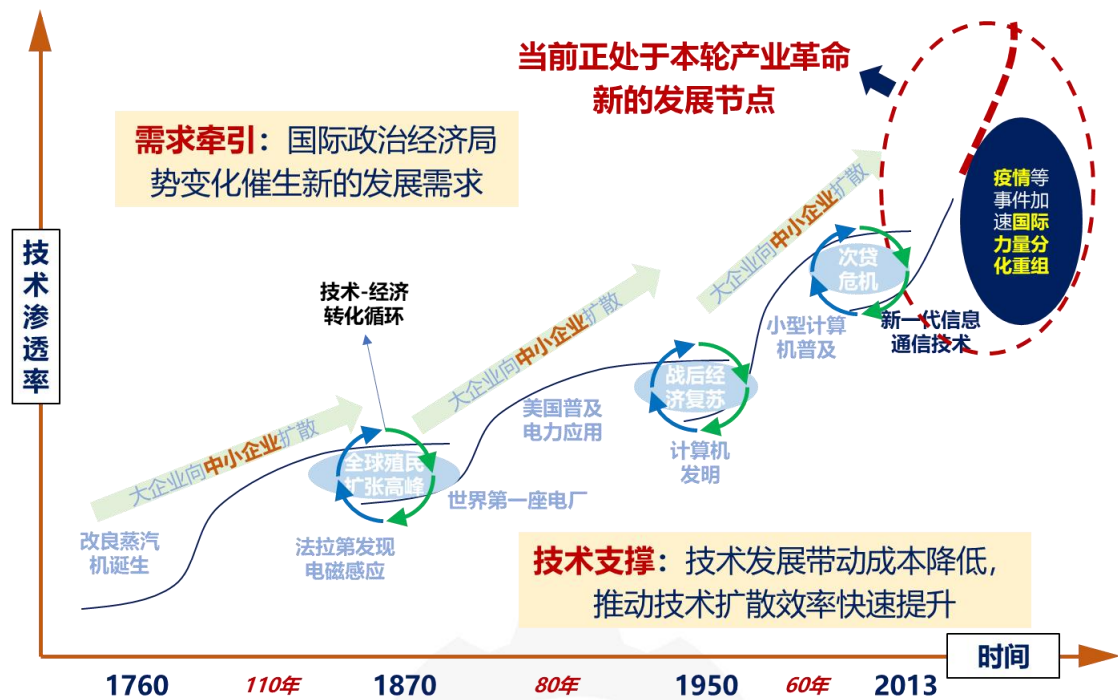 当前正处于本轮产业革命
新的发展节点
需求牵引：国际政治经济局
势变化催生新的发展需求
疫情等
事件加
速国际
力量分
化重组
大企业向中小企业扩散
技
术
渗
透
率
次贷
危机
技术-经济
转化循环
大企业向中小企业扩散
新一代信息
通信技术
小型计算
机普及
战后经
济复苏
美国普及
电力应用
大企业向中小企业扩散
计算机
发明
全球殖民
扩张高峰
世界第一座电厂
改良蒸汽
机诞生
法拉第发现
电磁感应
技术支撑：技术发展带动成本降低，
推动技术扩散效率快速提升
时间
1760 110年 1870 80年 1950 60年 2013